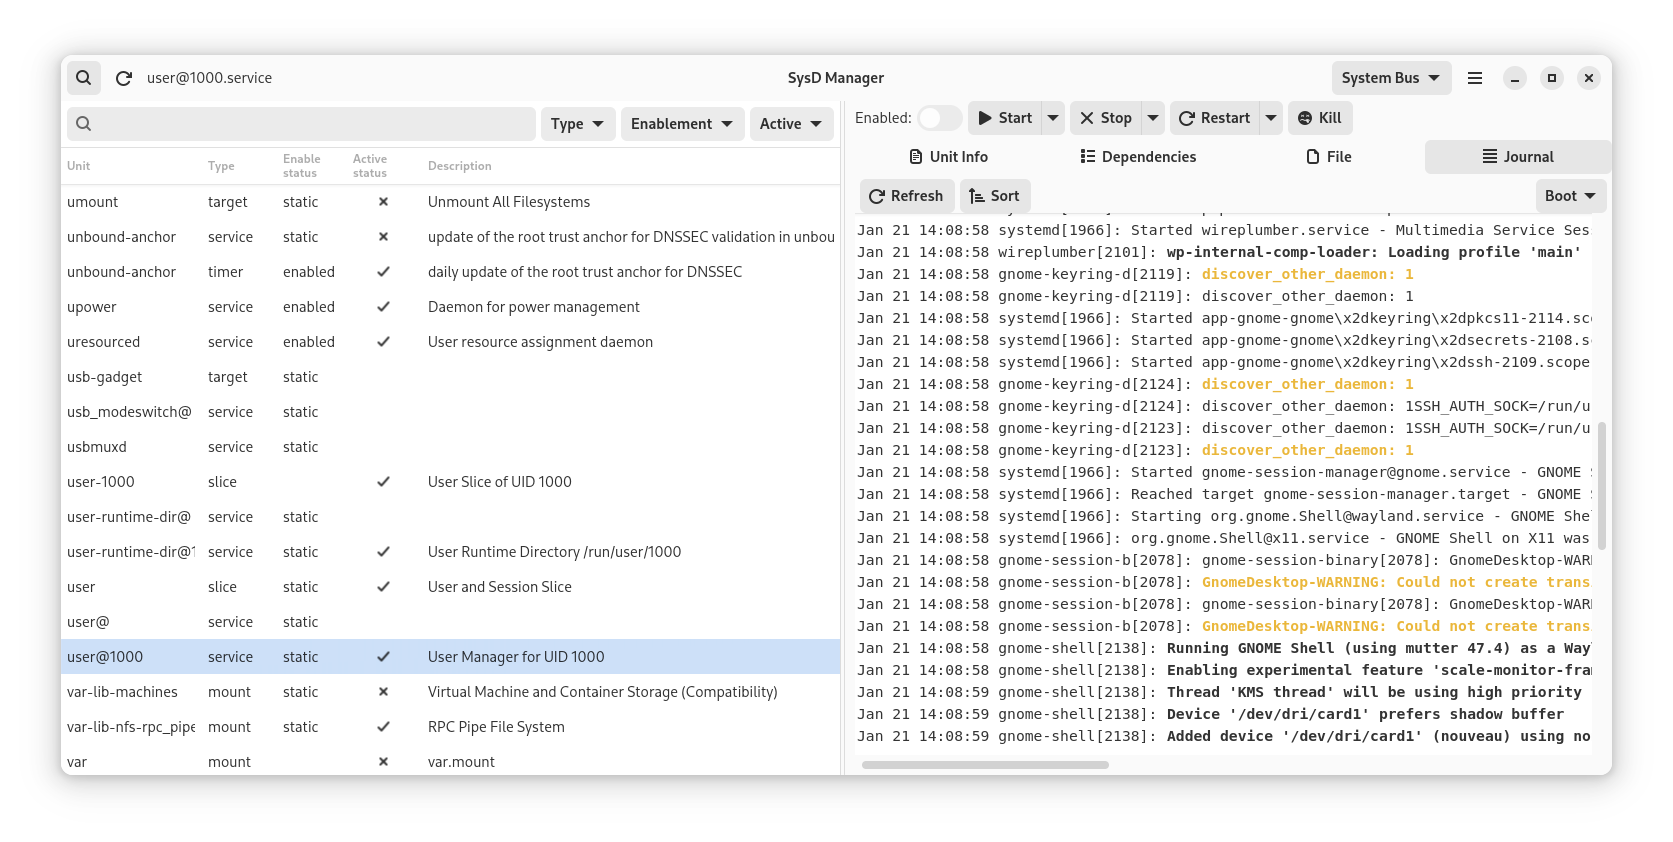 user@1000.service
SysD Manager
System Bus
Type
Enablement
Active
Unit Type Enable status Active status Description
umount target static Unmount All Filesystems
unbound-anchor service static update of the root trust anchor for DNSSEC validation in unbou
unbound-anchor timer enabled daily update of the root trust anchor for DNSSEC
upower service enabled Daemon for power management
uresourced service enabled User resource assignment daemon
usb-gadget target static
usb_modeswitch@ service static
usbmuxd service static
user-1000 slice User Slice of UID 1000
user-runtime-dir@ service static
user-runtime-dir@1 service static User Runtime Directory /run/user/1000
user slice static User and Session Slice
user@ service static
user@1000 service static User Manager for UID 1000
var-lib-machines mount static Virtual Machine and Container Storage (Compatibility)
var-lib-nfs-rpc_pipe mount static RPC Pipe File System
var mount var.mount
Enabled: Start Stop Restart Kill
Unit Info Dependencies File Journal
Refresh Sort Boot
Jan 21 14:08:58 systemd[1966]: Started wireplumber.service - Multimedia Service Ses
Jan 21 14:08:58 wireplumber[2101]: wp-internal-comp-loader: Loading profile 'main'
Jan 21 14:08:58 gnome-keyring-d[2119]: discover_other_daemon: 1
Jan 21 14:08:58 gnome-keyring-d[2119]: discover_other_daemon: 1
Jan 21 14:08:58 systemd[1966]: Started app-gnome-gnome\x2dkeyring\x2dpkcs11-2114.sco
Jan 21 14:08:58 systemd[1966]: Started app-gnome-gnome\x2dkeyring\x2dsecrets-2108.sc
Jan 21 14:08:58 systemd[1966]: Started app-gnome-gnome\x2dkeyring\x2dssh-2109.scope
Jan 21 14:08:58 gnome-keyring-d[2124]: discover_other_daemon: 1
Jan 21 14:08:58 gnome-keyring-d[2124]: discover_other_daemon: 1SSH_AUTH_SOCK=/run/u
Jan 21 14:08:58 gnome-keyring-d[2123]: discover_other_daemon: 1SSH_AUTH_SOCK=/run/u
Jan 21 14:08:58 gnome-keyring-d[2123]: discover_other_daemon: 1
Jan 21 14:08:58 systemd[1966]: Started gnome-session-manager@gnome.service - GNOME
Jan 21 14:08:58 systemd[1966]: Reached target gnome-session-manager.target - GNOME
Jan 21 14:08:58 systemd[1966]: Starting org.gnome.Shell@wayland.service - GNOME She
Jan 21 14:08:58 systemd[1966]: org.gnome.Shell@x11.service - GNOME Shell on X11 was
Jan 21 14:08:58 gnome-session-b[2078]: gnome-session-binary[2078]: GnomeDesktop-WAR
Jan 21 14:08:58 gnome-session-b[2078]: GnomeDesktop-WARNING: Could not create trans
Jan 21 14:08:58 gnome-session-b[2078]: gnome-session-binary[2078]: GnomeDesktop-WAR
Jan 21 14:08:58 gnome-session-b[2078]: GnomeDesktop-WARNING: Could not create trans
Jan 21 14:08:58 gnome-shell[2138]: Running GNOME Shell (using mutter 47.4) as a Way
Jan 21 14:08:58 gnome-shell[2138]: Enabling experimental feature 'scale-monitor-fra
Jan 21 14:08:59 gnome-shell[2138]: Thread 'KMS thread' will be using high priority
Jan 21 14:08:59 gnome-shell[2138]: Device '/dev/dri/card1' prefers shadow buffer
Jan 21 14:08:59 gnome-shell[2138]: Added device '/dev/dri/card1' (nouveau) using no